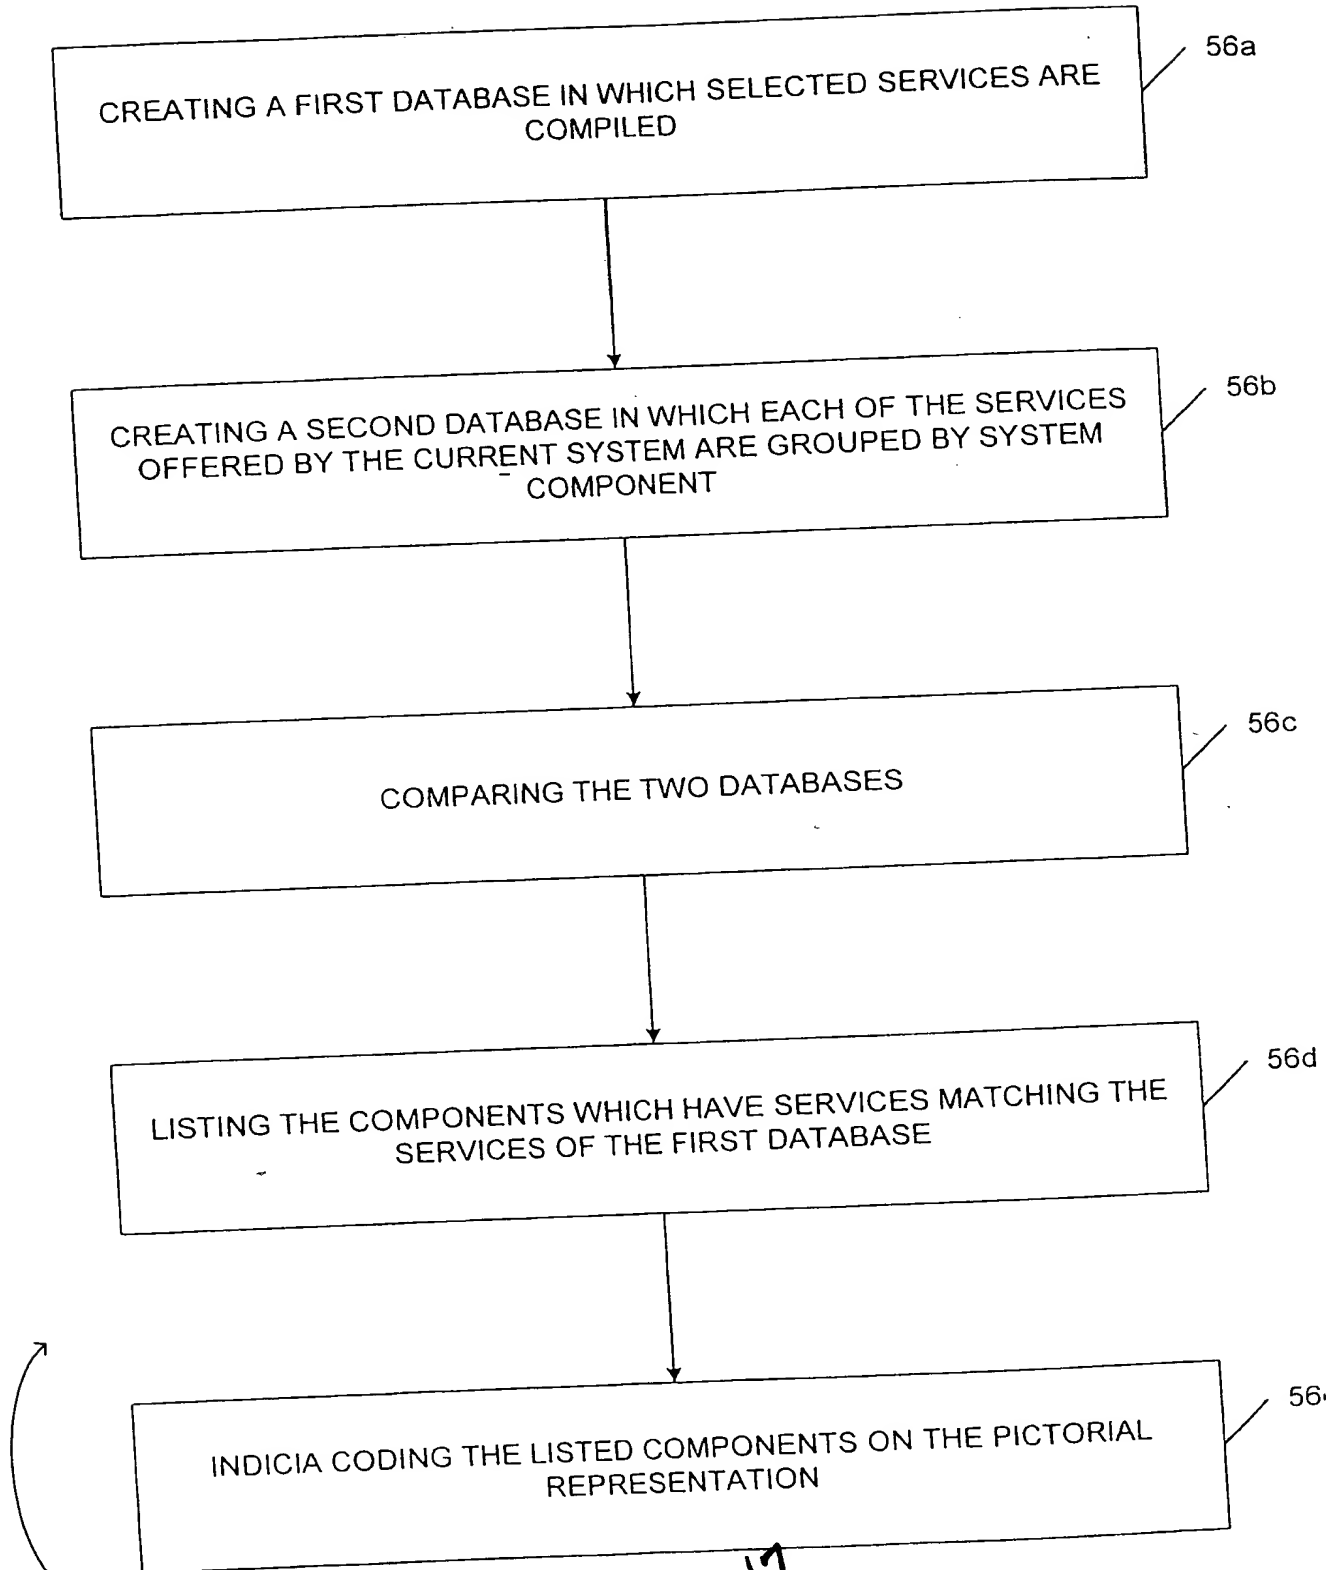 56a
CREATING A FIRST DATABASE IN WHICH SELECTED SERVICES ARE
COMPILED
56b
CREATING A SECOND DATABASE IN WHICH EACH OF THE SERVICES
OFFERED BY THE CURRENT SYSTEM ARE GROUPED BY SYSTEM
COMPONENT
56c
COMPARING THE TWO DATABASES
56d
LISTING THE COMPONENTS WHICH HAVE SERVICES MATCHING THE
SERVICES OF THE FIRST DATABASE
INDICIA CODING THE LISTED COMPONENTS ON THE PICTORIAL
REPRESENTATION